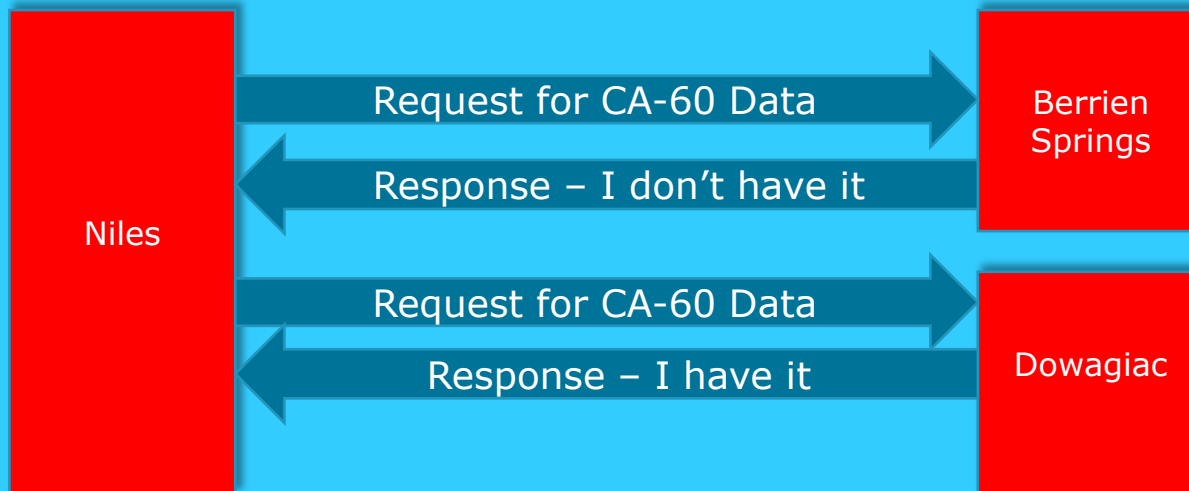 Niles
Request for CA-60 Data
Response – I don’t have it
Berrien
Springs
Request for CA-60 Data
Response – I have it
Dowagiac